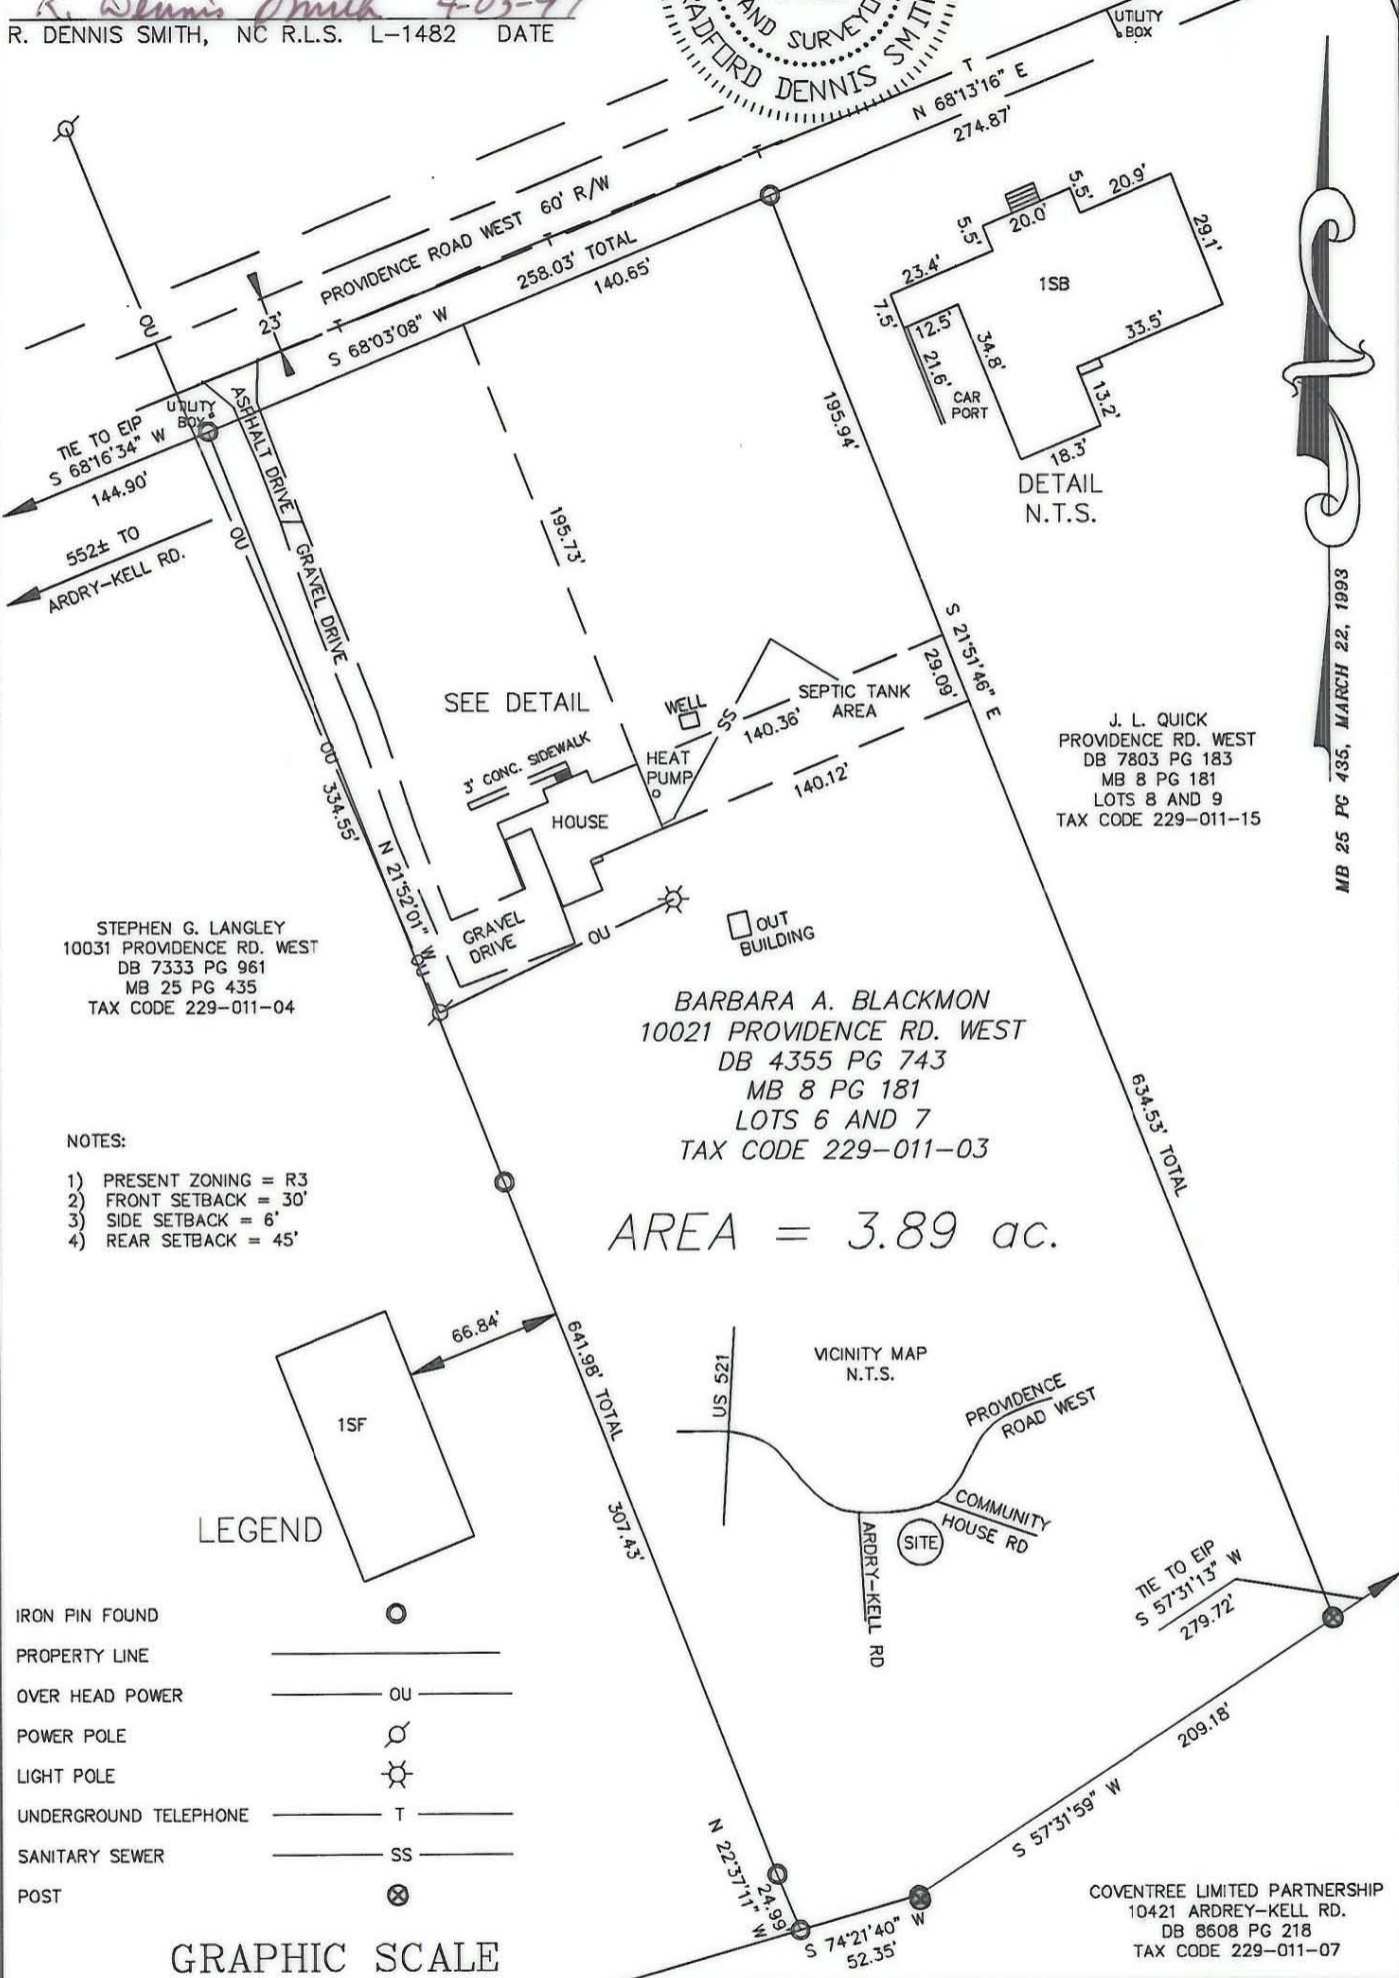 R. Dennis Smith 4-03-97
R. DENNIS SMITH, NC R.L.S. L-1482 DATE
AND SURVEYO
RADFORD DENNIS SMITH
UTILITY
BOX
T
N 68°13'16" E
274.87'
PROVIDENCE ROAD WEST 60' R/W
T
T
T
258.03' TOTAL
140.65'
S 68°03'08" W
23'
OU
UTILITY
BOX
TIE TO EIP
S 68°16'34" W
144.90'
552± TO
ARDRY-KELL RD.
ASPHALT DRIVE
GRAVEL DRIVE
OU
OU
334.55'
N 21°52'01" W
OU
195.73'
195.94'
S 21°51'46" E
29.09'
5.5'
20.9'
20.0'
5.5'
29.1'
23.4'
1SB
7.5'
12.5'
34.8'
33.5'
21.6'
CAR
PORT
13.2'
18.3'
DETAIL
N.T.S.
MB 25 PG 435, MARCH 22, 1993
SEE DETAIL
WELL
SS
SEPTIC TANK
AREA
140.36'
HEAT
PUMP
140.12'
3' CONC. SIDEWALK
HOUSE
GRAVEL
DRIVE
OU
OUT
BUILDING
J. L. QUICK
PROVIDENCE RD. WEST
DB 7803 PG 183
MB 8 PG 181
LOTS 8 AND 9
TAX CODE 229-011-15
STEPHEN G. LANGLEY
10031 PROVIDENCE RD. WEST
DB 7333 PG 961
MB 25 PG 435
TAX CODE 229-011-04
BARBARA A. BLACKMON
10021 PROVIDENCE RD. WEST
DB 4355 PG 743
MB 8 PG 181
LOTS 6 AND 7
TAX CODE 229-011-03
AREA = 3.89 ac.
634.53' TOTAL
NOTES:
1) PRESENT ZONING = R3
2) FRONT SETBACK = 30'
3) SIDE SETBACK = 6'
4) REAR SETBACK = 45'
66.84'
1SF
641.98' TOTAL
307.43'
VICINITY MAP
N.T.S.
US 521
PROVIDENCE
ROAD WEST
COMMUNITY
HOUSE RD
SITE
ARDRY-KELL RD
TIE TO EIP
S 57°31'13" W
279.72'
209.18'
S 57°31'59" W
N 22°37'11" W
24.99'
S 74°21'40" W
52.35'
LEGEND
IRON PIN FOUND
PROPERTY LINE
OVER HEAD POWER OU
POWER POLE
LIGHT POLE
UNDERGROUND TELEPHONE T
SANITARY SEWER SS
POST
COVENTREE LIMITED PARTNERSHIP
10421 ARDREY-KELL RD.
DB 8608 PG 218
TAX CODE 229-011-07
GRAPHIC SCALE